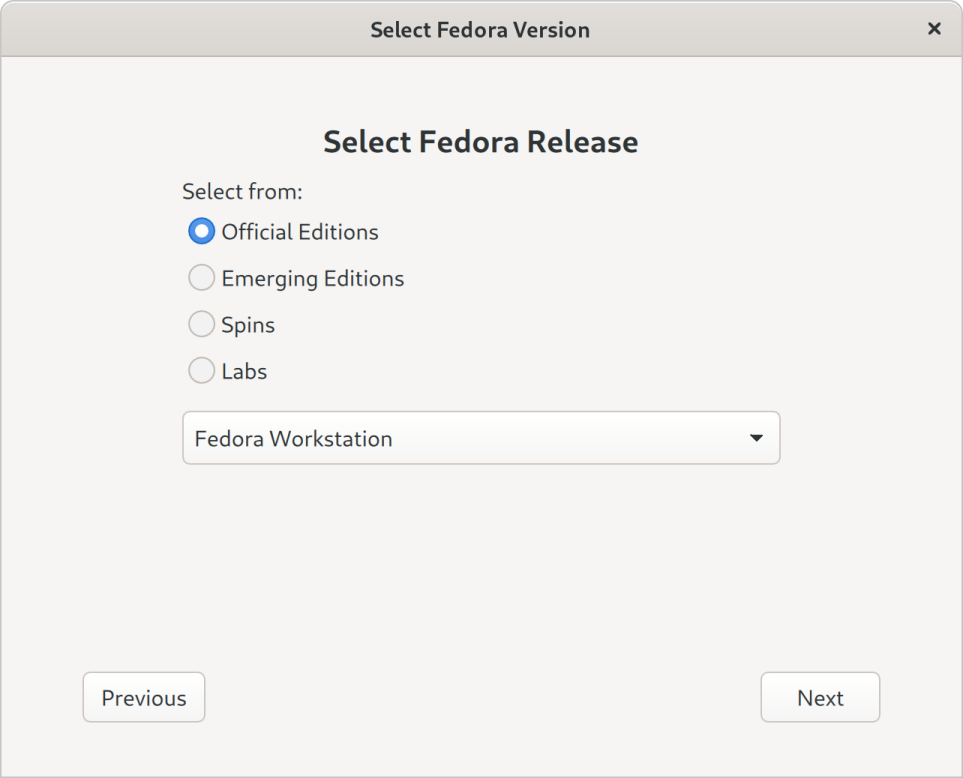 Select Fedora Version
Select Fedora Release
Select from:
Official Editions
Emerging Editions
Spins
Labs
Fedora Workstation
Previous
Next